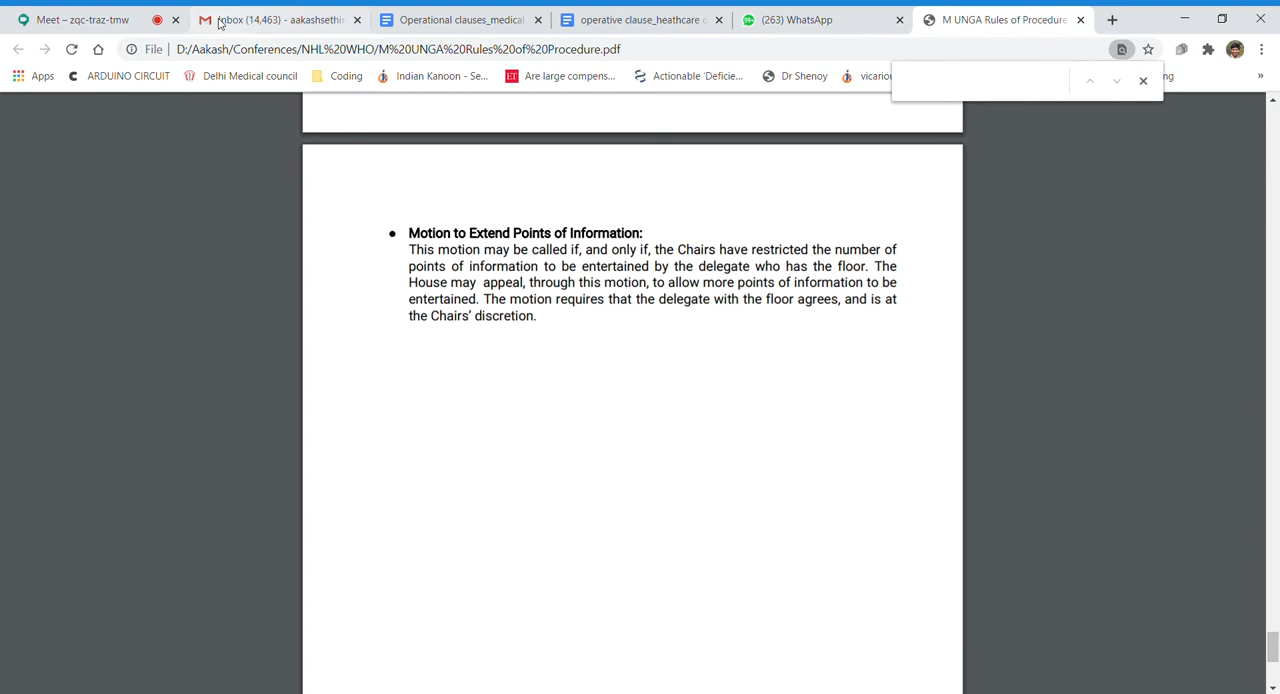 Meet – zqc-traz-tmw
Inbox (14,463) - aakashsethi
Operational clauses_medical
operative clause_heathcare c
(263) WhatsApp
M UNGA Rules of Procedure
File | D:/Aakash/Conferences/NHL%20WHO/M%20UNGA%20Rules%20of%20Procedure.pdf
Apps
ARDUINO CIRCUIT
Delhi Medical council
Coding
Indian Kanoon - Se...
ET Are large compens...
Actionable 'Deficie...
Dr Shenoy
vicariou
ng
»
● Motion to Extend Points of Information:
This motion may be called if, and only if, the Chairs have restricted the number of
points of information to be entertained by the delegate who has the floor. The
House may appeal, through this motion, to allow more points of information to be
entertained. The motion requires that the delegate with the floor agrees, and is at
the Chairs’ discretion.